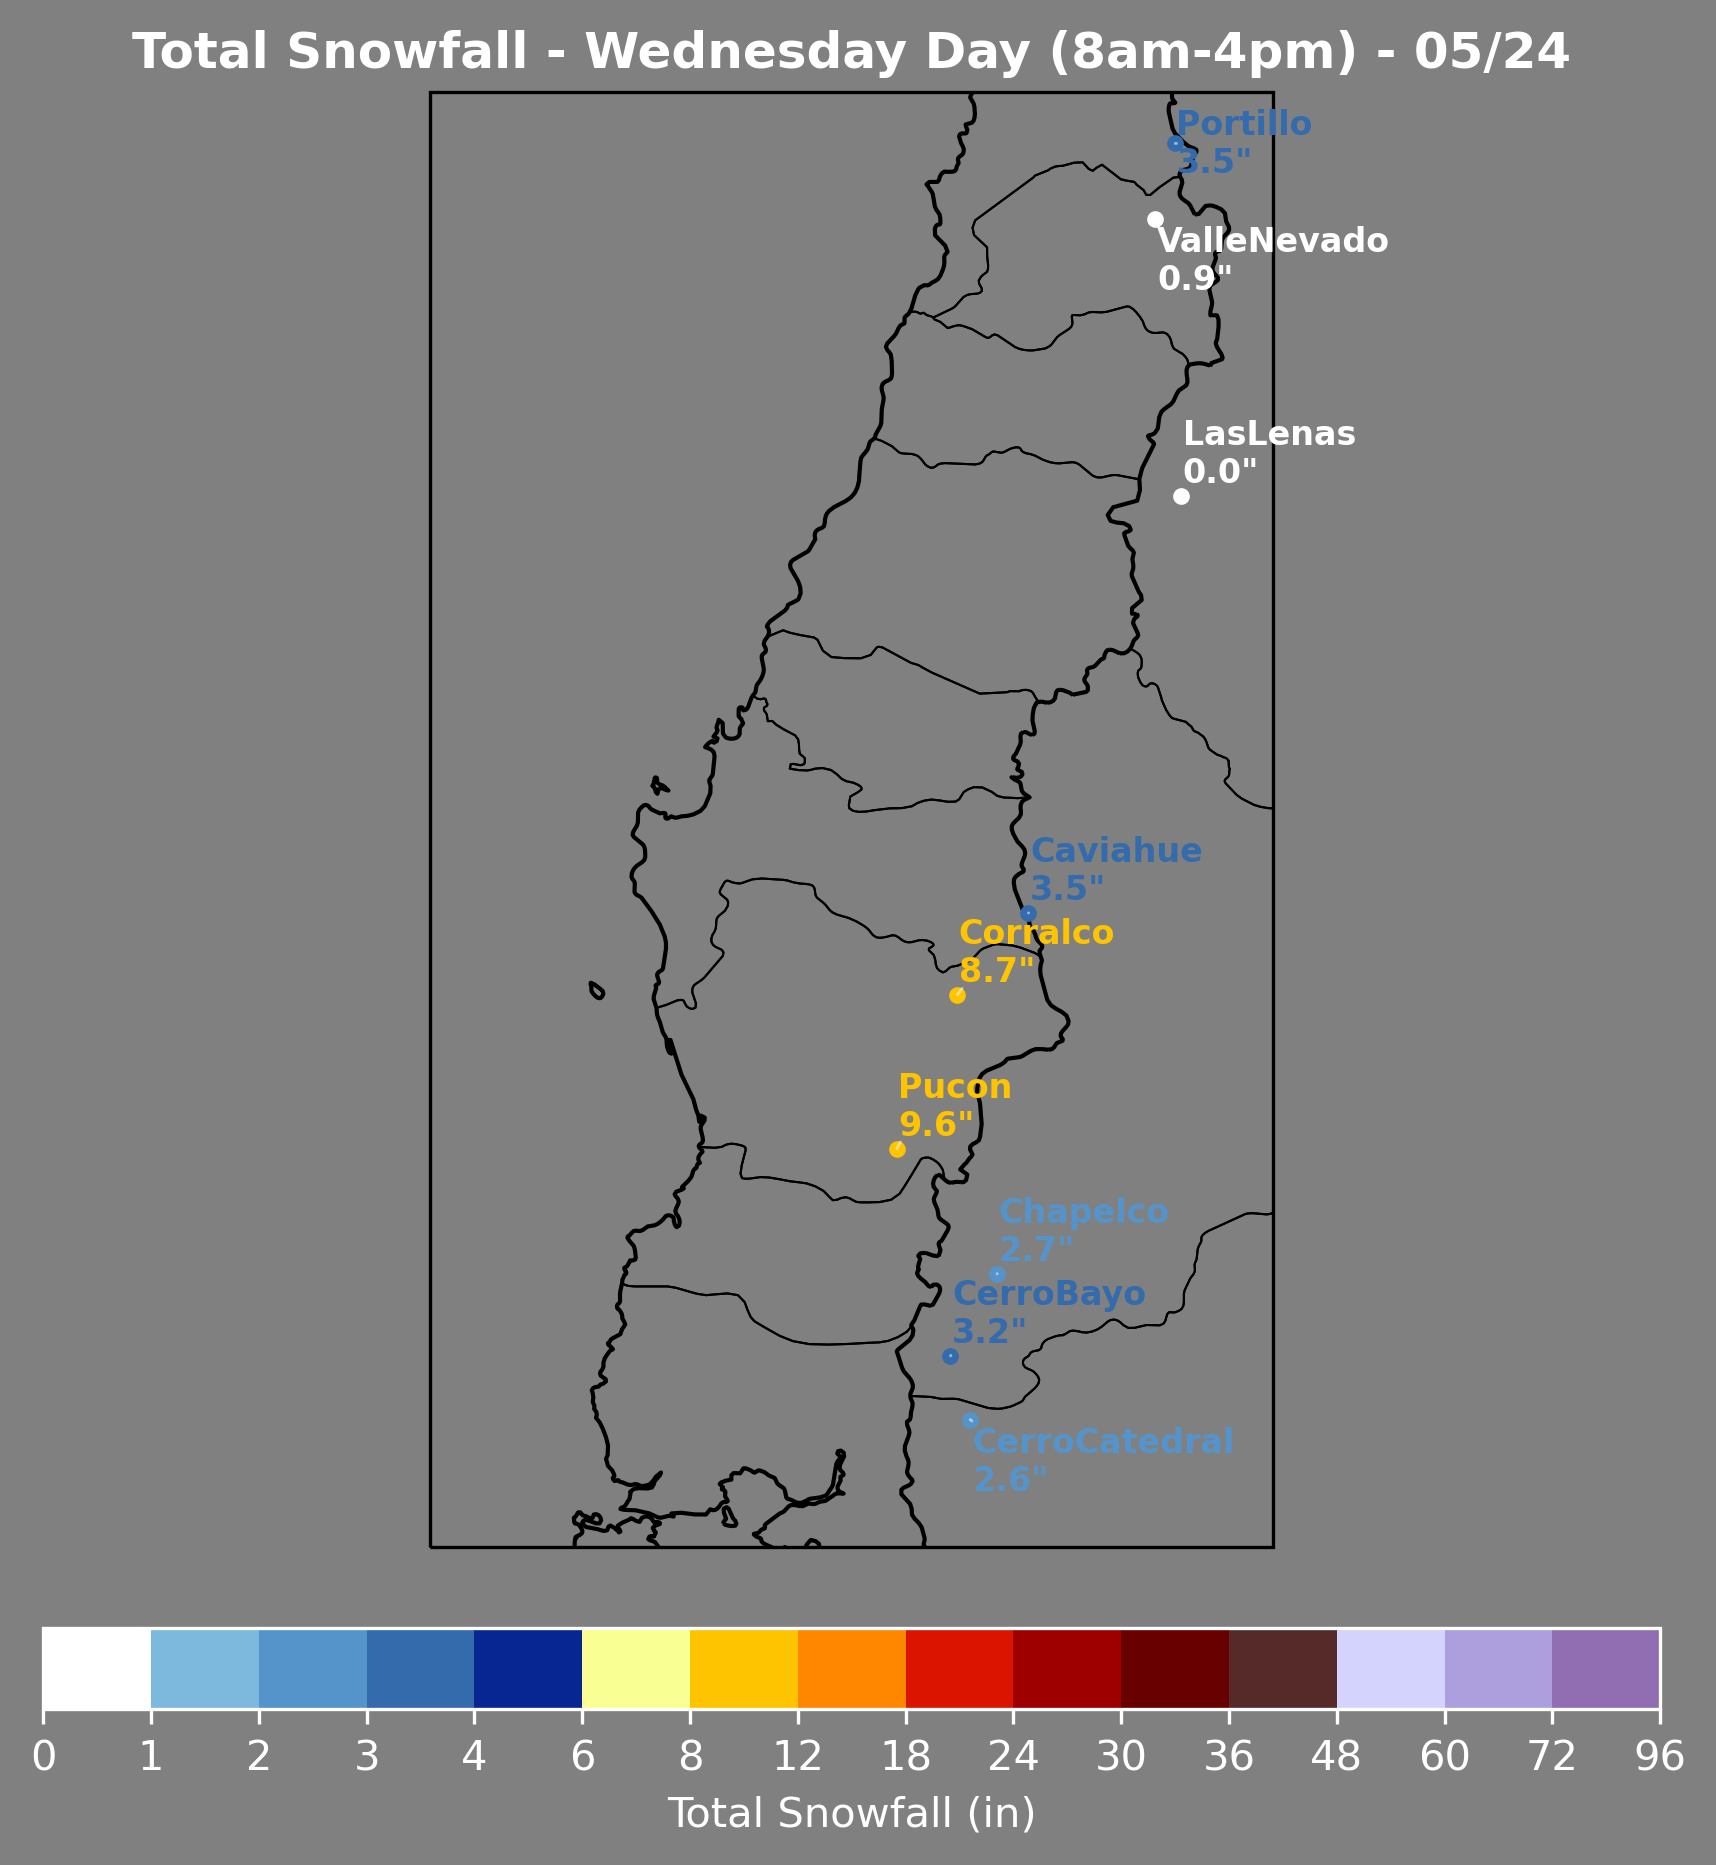 Total Snowfall - Wednesday Day (8am-4pm) - 05/24
Portillo
3.5"
ValleNevado
0.9"
LasLenas
0.0"
Caviahue
3.5"
Corralco
8.7"
Pucon
9.6"
Chapelco
2.7"
CerroBayo
3.2"
CerroCatedral
2.6"
0 1 2 3 4 6 8 12 18 24 30 36 48 60 72 96
Total Snowfall (in)